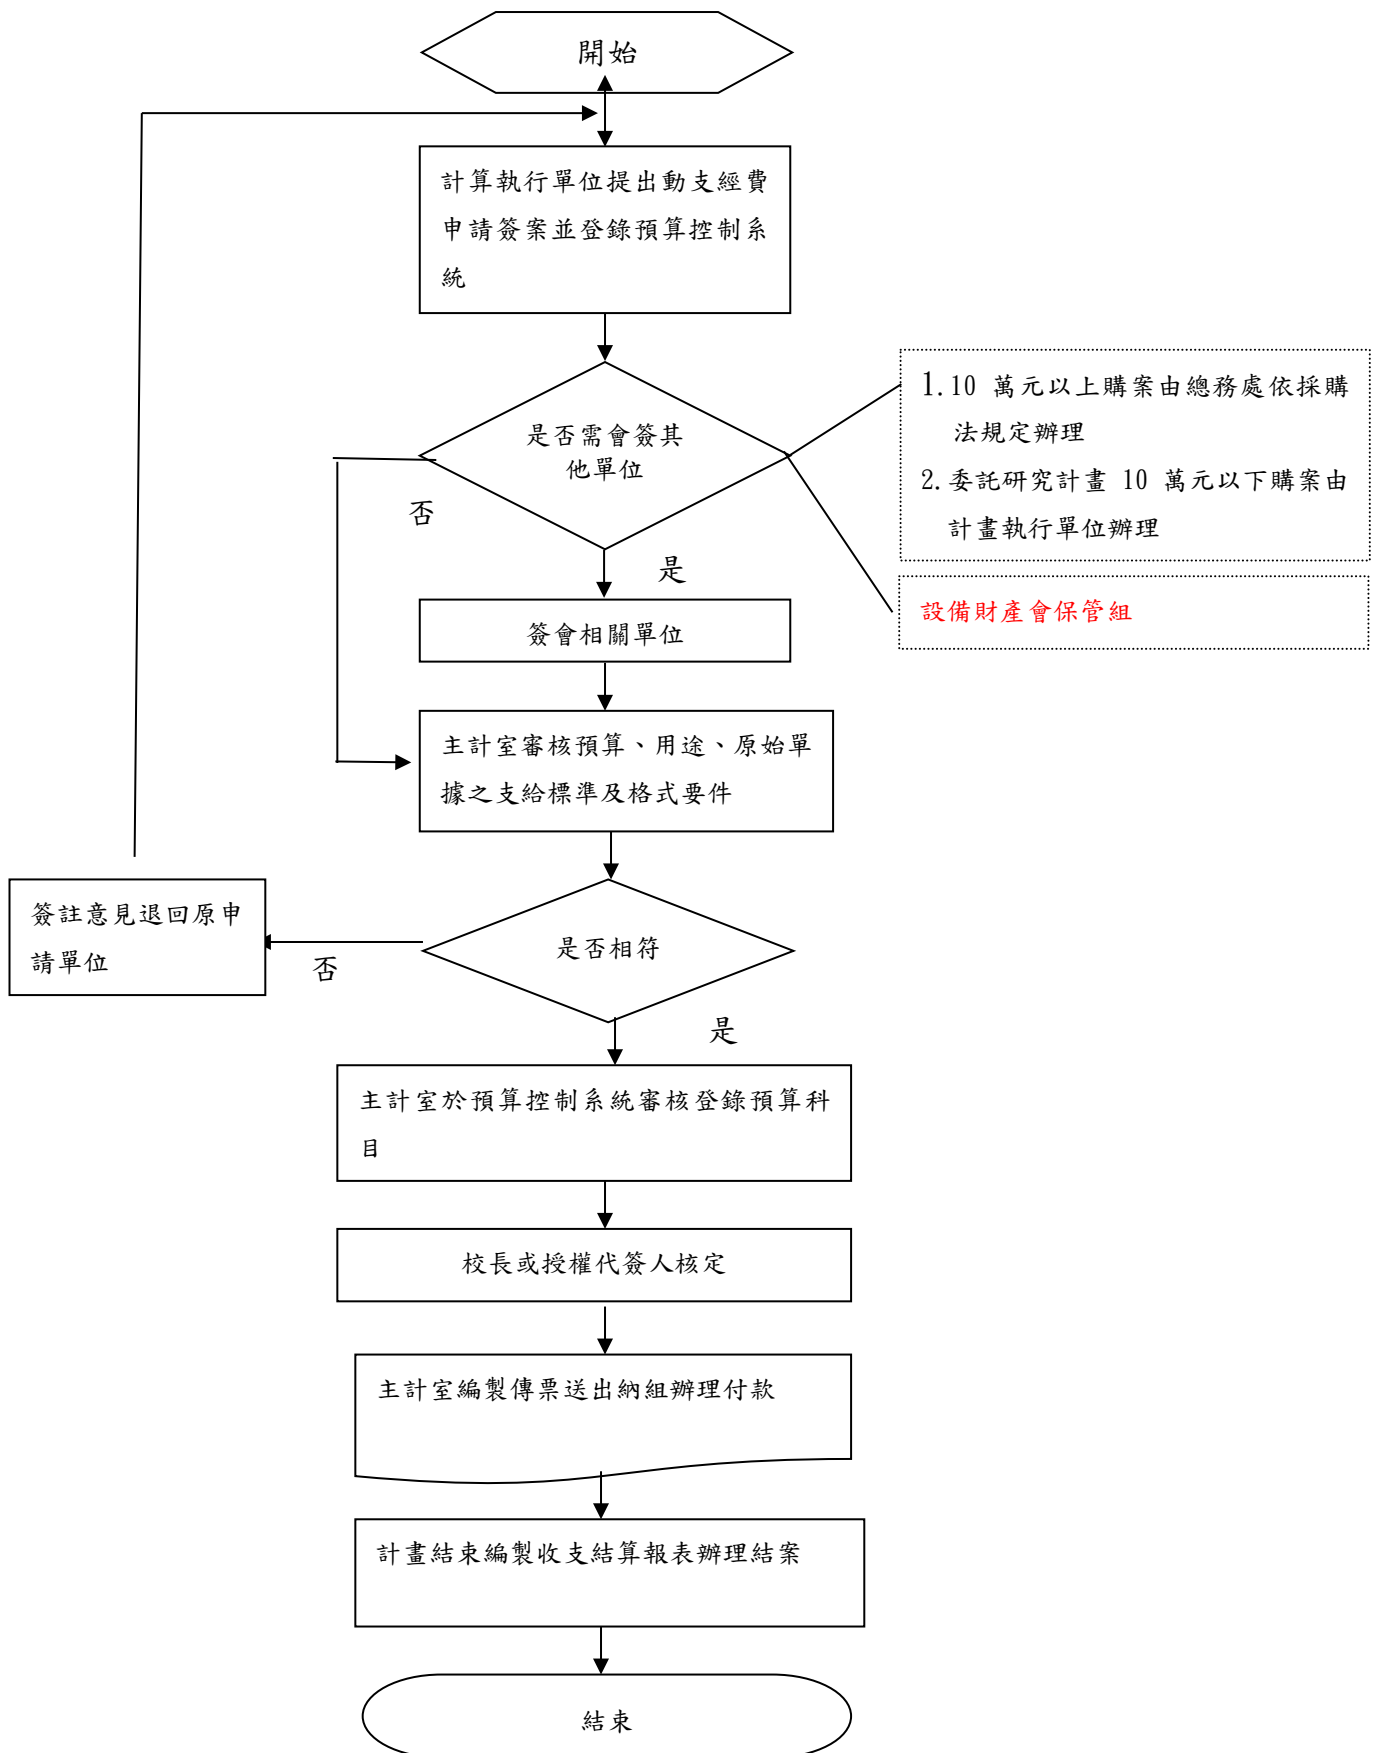 開始
計算執行單位提出動支經費
申請簽案並登錄預算控制系
統
是否需會簽其
他單位
1.10 萬元以上購案由總務處依採購
法規定辦理
2.委託研究計畫 10 萬元以下購案由
計畫執行單位辦理
否
是
設備財產會保管組
簽會相關單位
主計室審核預算、用途、原始單
據之支給標準及格式要件
簽註意見退回原申
請單位
否
是否相符
是
主計室於預算控制系統審核登錄預算科
目
校長或授權代簽人核定
主計室編製傳票送出納組辦理付款
計畫結束編製收支結算報表辦理結案
結束